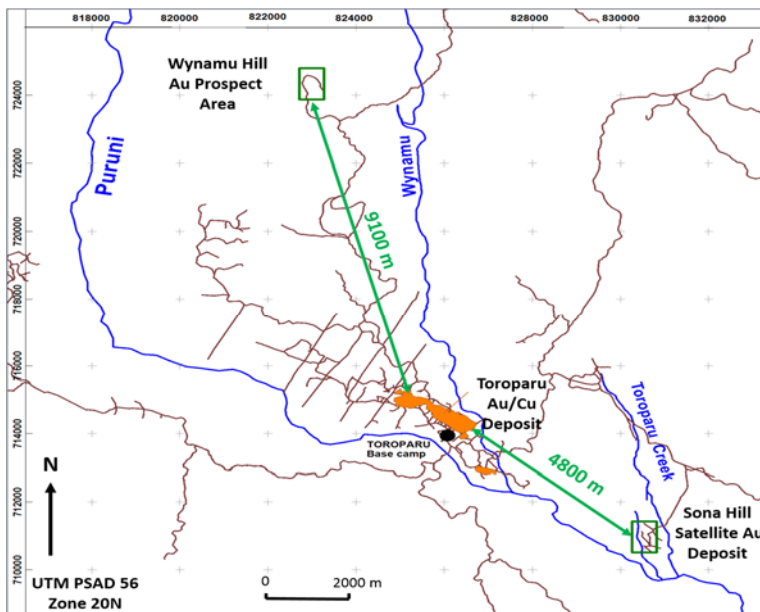 818000 820000 822000 824000 828000 830000 832000
724000
722000
720000
718000
716000
714000
712000
710000
Wynamu Hill
Au Prospect
Area
Puruni
Wynamu
9100 m
Toroparu
Au/Cu
Deposit
TOROPARU
Base camp
4800 m
Toroparu Creek
Sona Hill
Satellite Au
Deposit
N
UTM PSAD 56
Zone 20N
0 2000 m